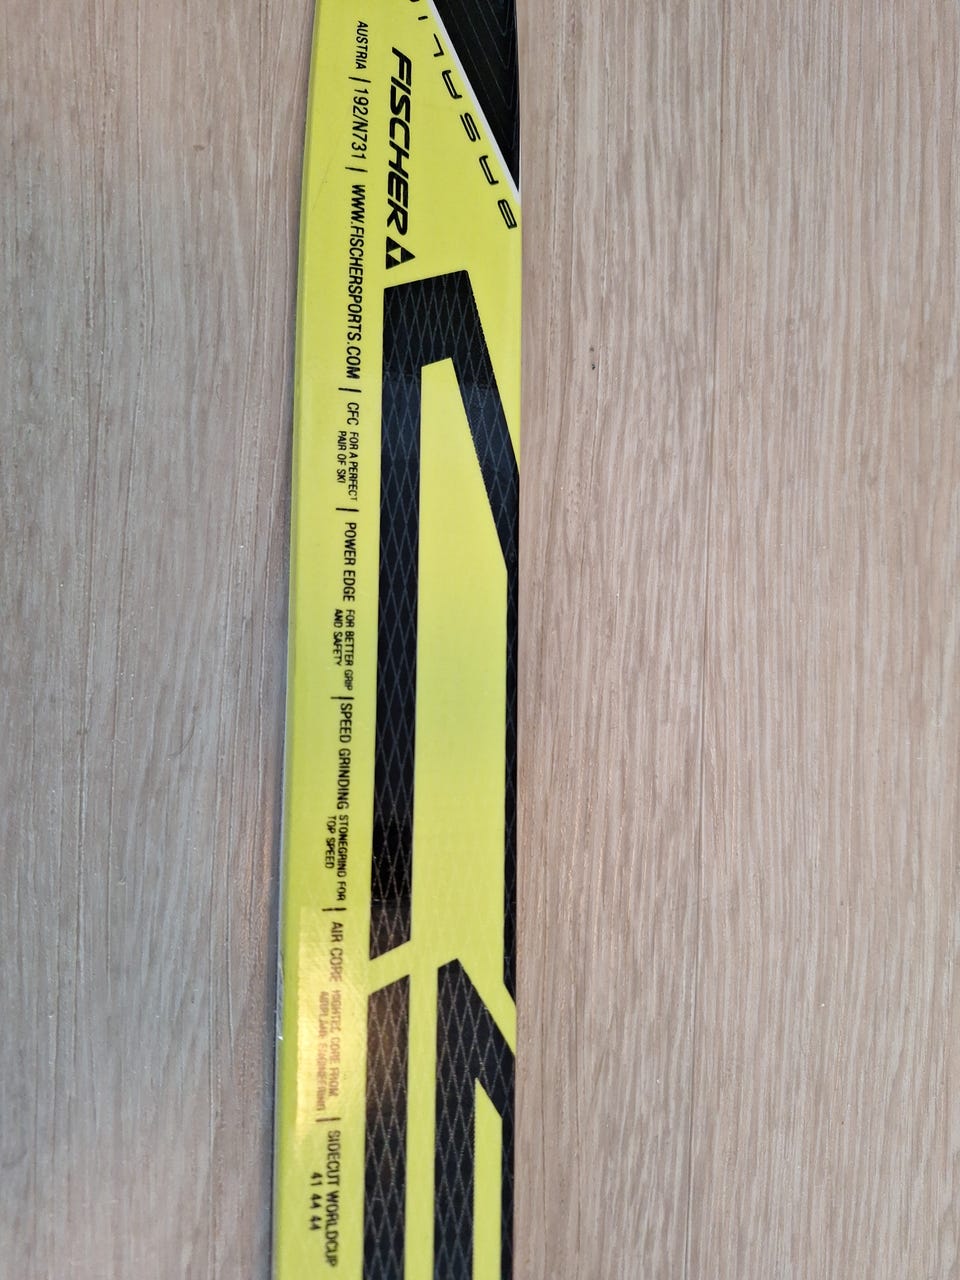 BASALT
FISCHER
AUSTRIA | 192/N731 | WWW.FISCHERSPORTS.COM | CFC FOR A PERFECT PAIR OF SKI | POWER EDGE FOR BETTER GRIP AND SAFETY | SPEED GRINDING STONEGRIND FOR TOP SPEED | AIR CORE HIGHTEC CORE FROM AIRPLANE ENGINEERING | SIDECUT WORLDCUP 41 44 44